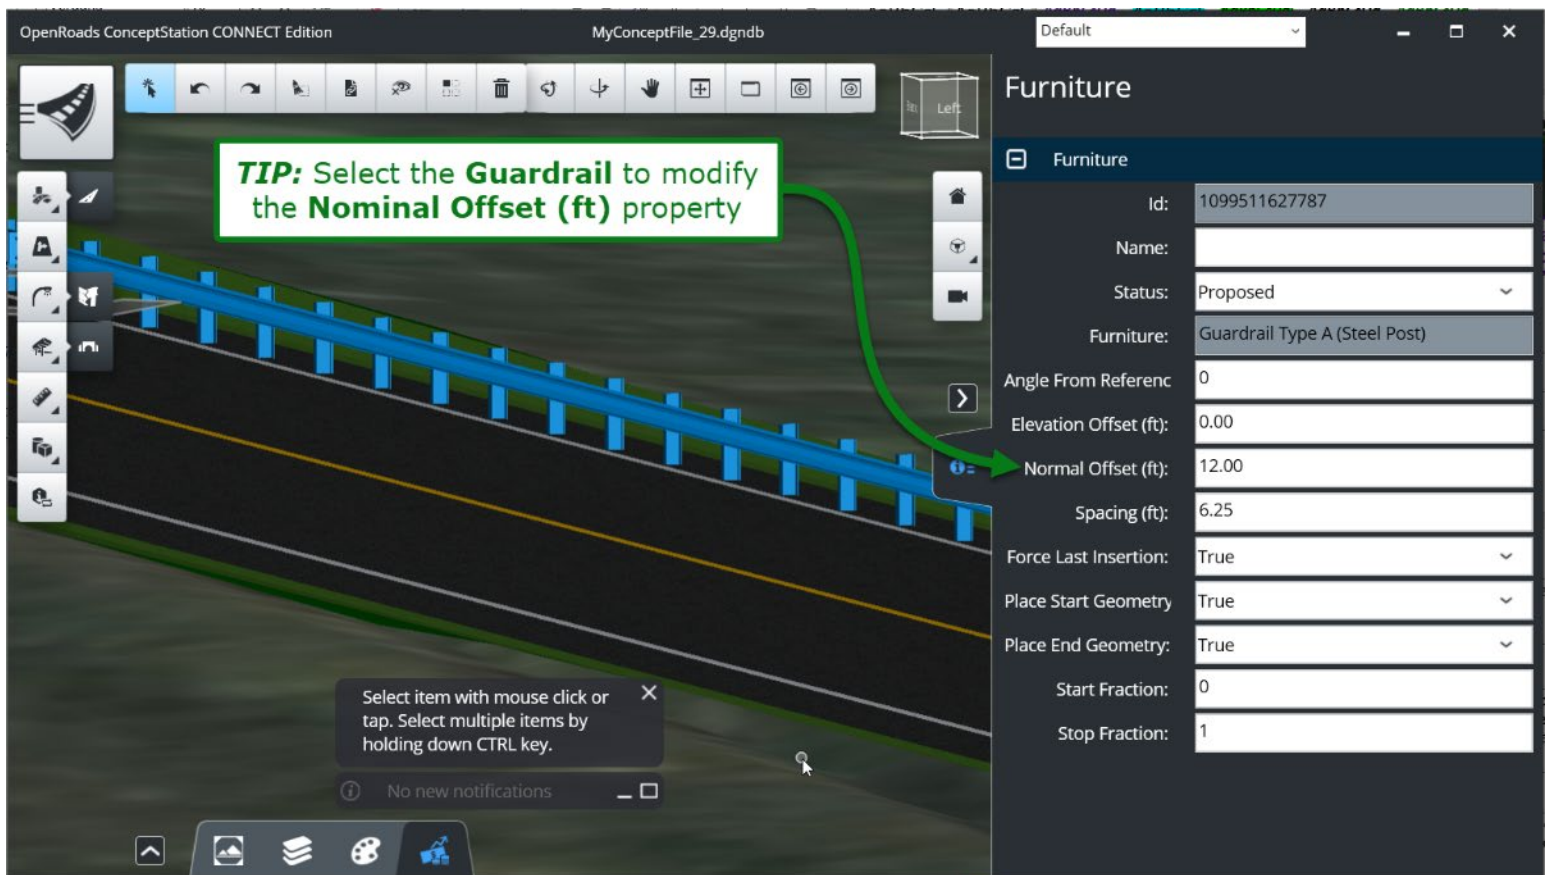 OpenRoads ConceptStation CONNECT Edition
MyConceptFile_29.dgndb
Default
Left
TIP: Select the Guardrail to modify
the Nominal Offset (ft) property
Furniture
Furniture
Id: 1099511627787
Name:
Status: Proposed
Furniture: Guardrail Type A (Steel Post)
Angle From Referenc 0
Elevation Offset (ft): 0.00
Normal Offset (ft): 12.00
Spacing (ft): 6.25
Force Last Insertion: True
Place Start Geometry True
Place End Geometry: True
Start Fraction: 0
Stop Fraction: 1
Select item with mouse click or
tap. Select multiple items by
holding down CTRL key.
No new notifications